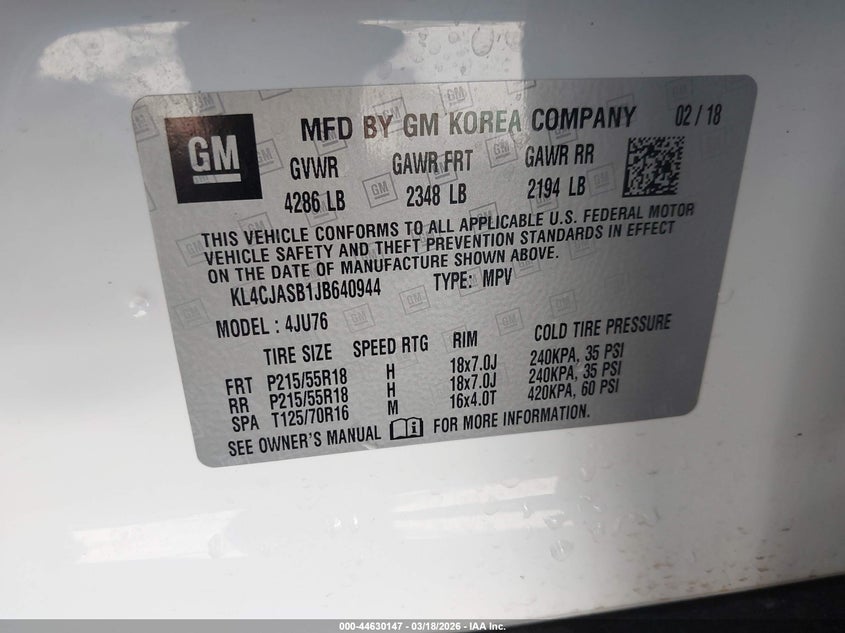 GM
MFD BY GM KOREA COMPANY 02 / 18
GVWR GAWR FRT GAWR RR
4286 LB 2348 LB 2194 LB
THIS VEHICLE CONFORMS TO ALL APPLICABLE U.S. FEDERAL MOTOR
VEHICLE SAFETY AND THEFT PREVENTION STANDARDS IN EFFECT
ON THE DATE OF MANUFACTURE SHOWN ABOVE.
KL4CJASB1JB640944 TYPE: MPV
MODEL : 4JU76
TIRE SIZE SPEED RTG RIM COLD TIRE PRESSURE
FRT P215/55R18 H 18x7.0J 240KPA, 35 PSI
RR P215/55R18 H 18x7.0J 240KPA, 35 PSI
SPA T125/70R16 M 16x4.0T 420KPA, 60 PSI
SEE OWNER'S MANUAL FOR MORE INFORMATION.
000-44630147 — 03/18/2026 — IAA Inc.